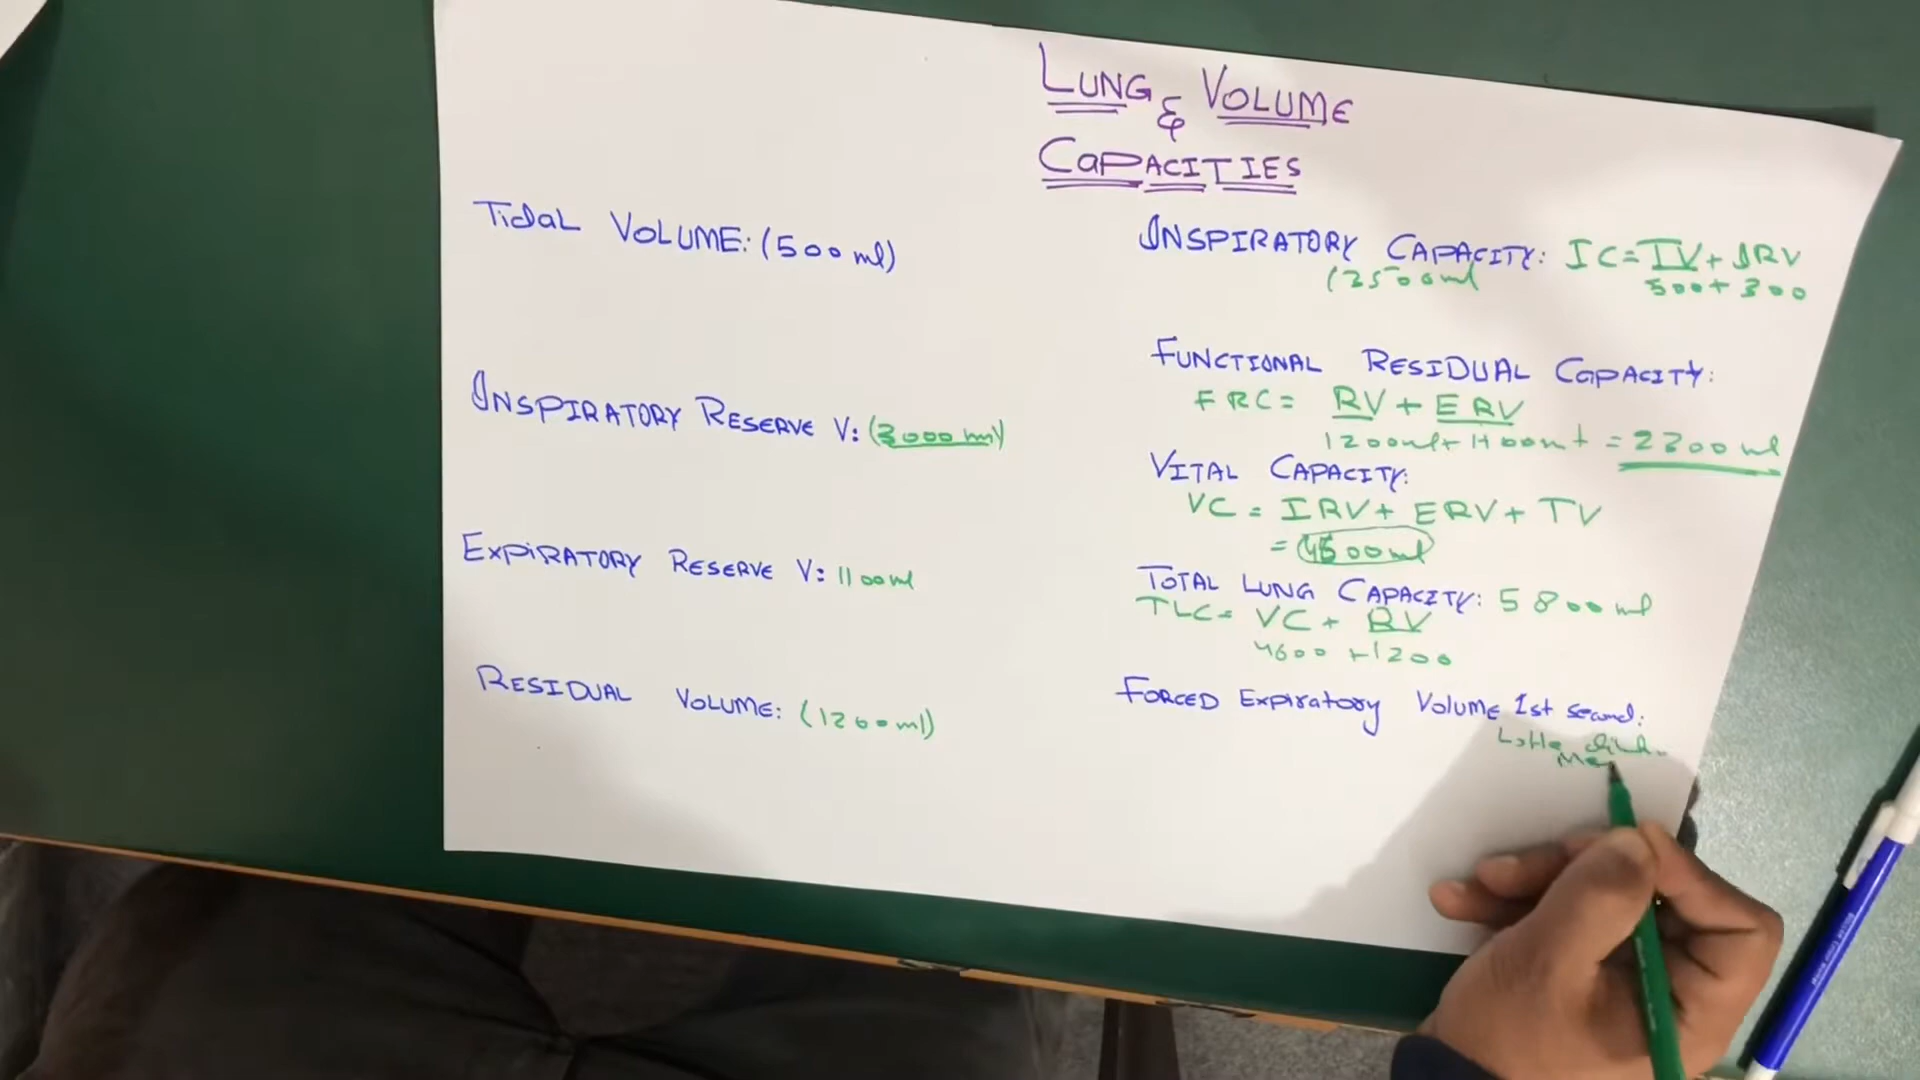 LUNG & VOLUME
CAPACITIES
TIDAL VOLUME: (500 ml)
INSPIRATORY RESERVE V: (3000 ml)
EXPIRATORY RESERVE V: 1100 ml
RESIDUAL VOLUME: (1200 ml)
INSPIRATORY CAPACITY: IC = TV + IRV
(3500 ml
500 + 300
FUNCTIONAL RESIDUAL CAPACITY:
FRC = RV + ERV
1200 ml + 1100 ml = 2300 ml
VITAL CAPACITY:
VC = IRV + ERV + TV
= 4600 ml
TOTAL LUNG CAPACITY: 5800 ml
TLC = VC + RV
4600 + 1200
FORCED EXPIRATORY VOLUME 1st second: